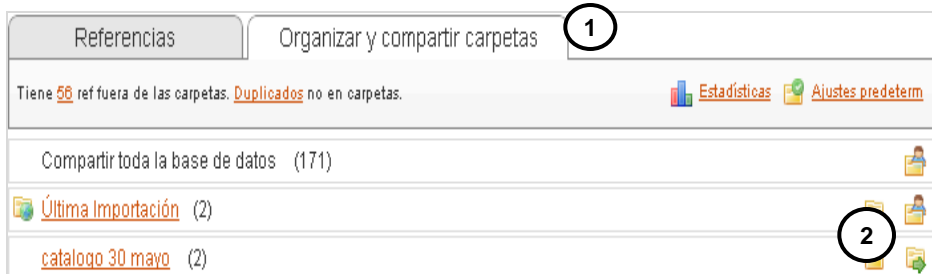 Referencias
Organizar y compartir carpetas
1
Tiene 56 ref fuera de las carpetas. Duplicados no en carpetas.
Estadísticas
Ajustes predeterm
Compartir toda la base de datos (171)
Última Importación (2)
2
catalogo 30 mayo (2)